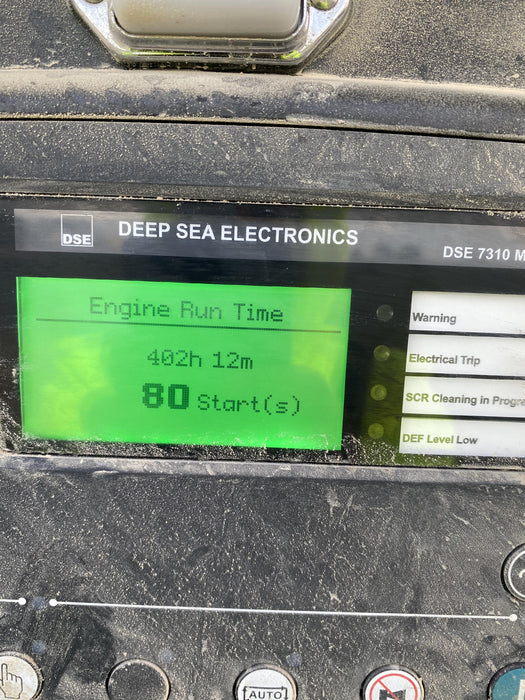 DSE
DEEP SEA ELECTRONICS
DSE 7310 M
Engine Run Time
402h 12m
80 Start(s)
Warning
Electrical Trip
SCR Cleaning in Progre
DEF Level Low
AUTO